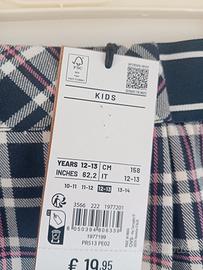 FSC
KIDS
YEARS 12-13 CM 158
INCHES 62,2 IT 12-13
10-11 11-12 12-13 13-14
3566 222 1977201
1977199
PRS13 PE02
£ 19,95